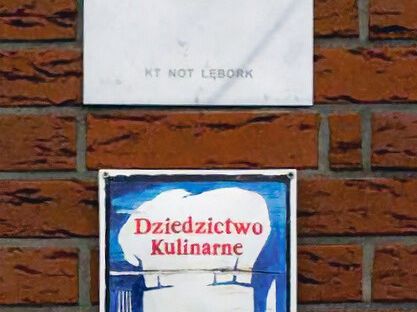 KT NOT LĘBORK
Dziedzictwo
Kulinarne